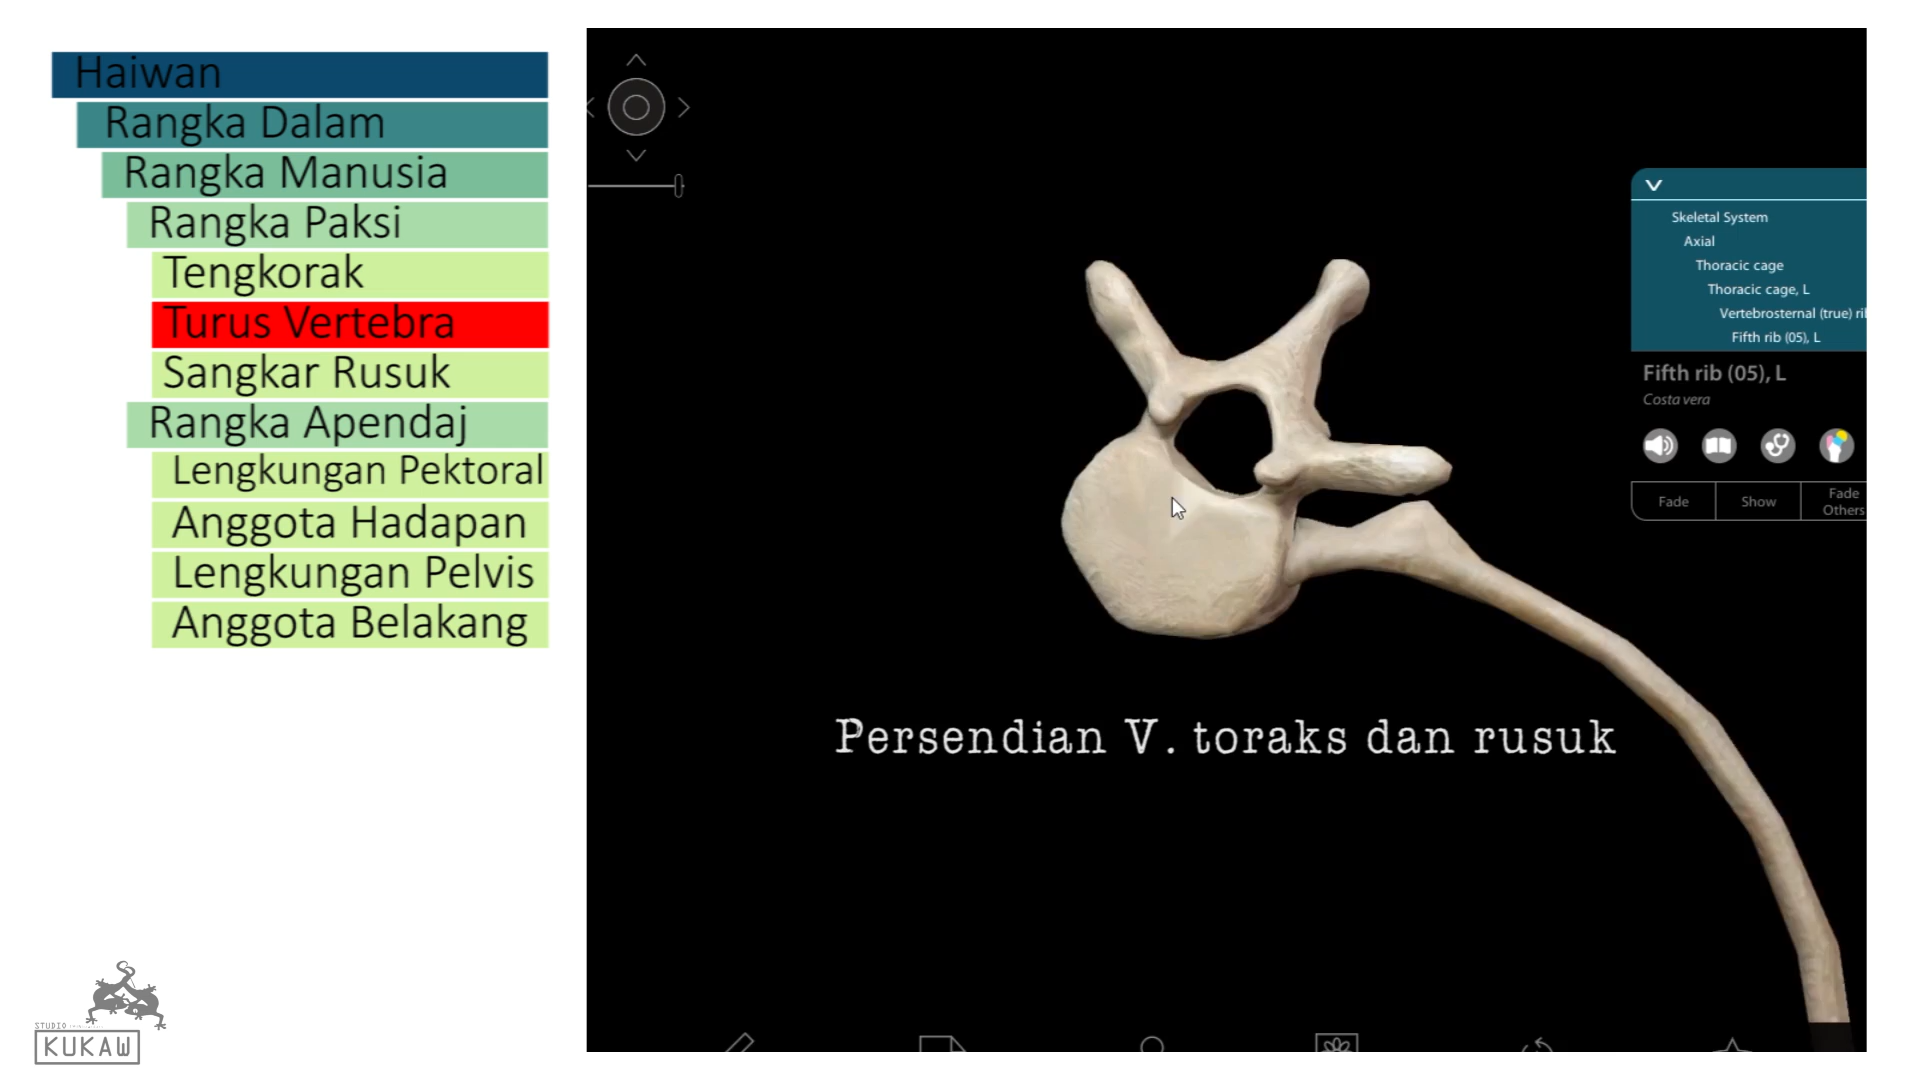 Haiwan
Rangka Dalam
Rangka Manusia
Rangka Paksi
Tengkorak
Turus Vertebra
Sangkar Rusuk
Rangka Apendaj
Lengkungan Pektoral
Anggota Hadapan
Lengkungan Pelvis
Anggota Belakang
Skeletal System
Axial
Thoracic cage
Thoracic cage, L
Vertebrosternal (true)
Fifth rib (05), L
Fifth rib (05), L
Costa vera
Fade
Show
Fade
Others
Persendian V. toraks dan rusuk
STUDIO
KUKAW